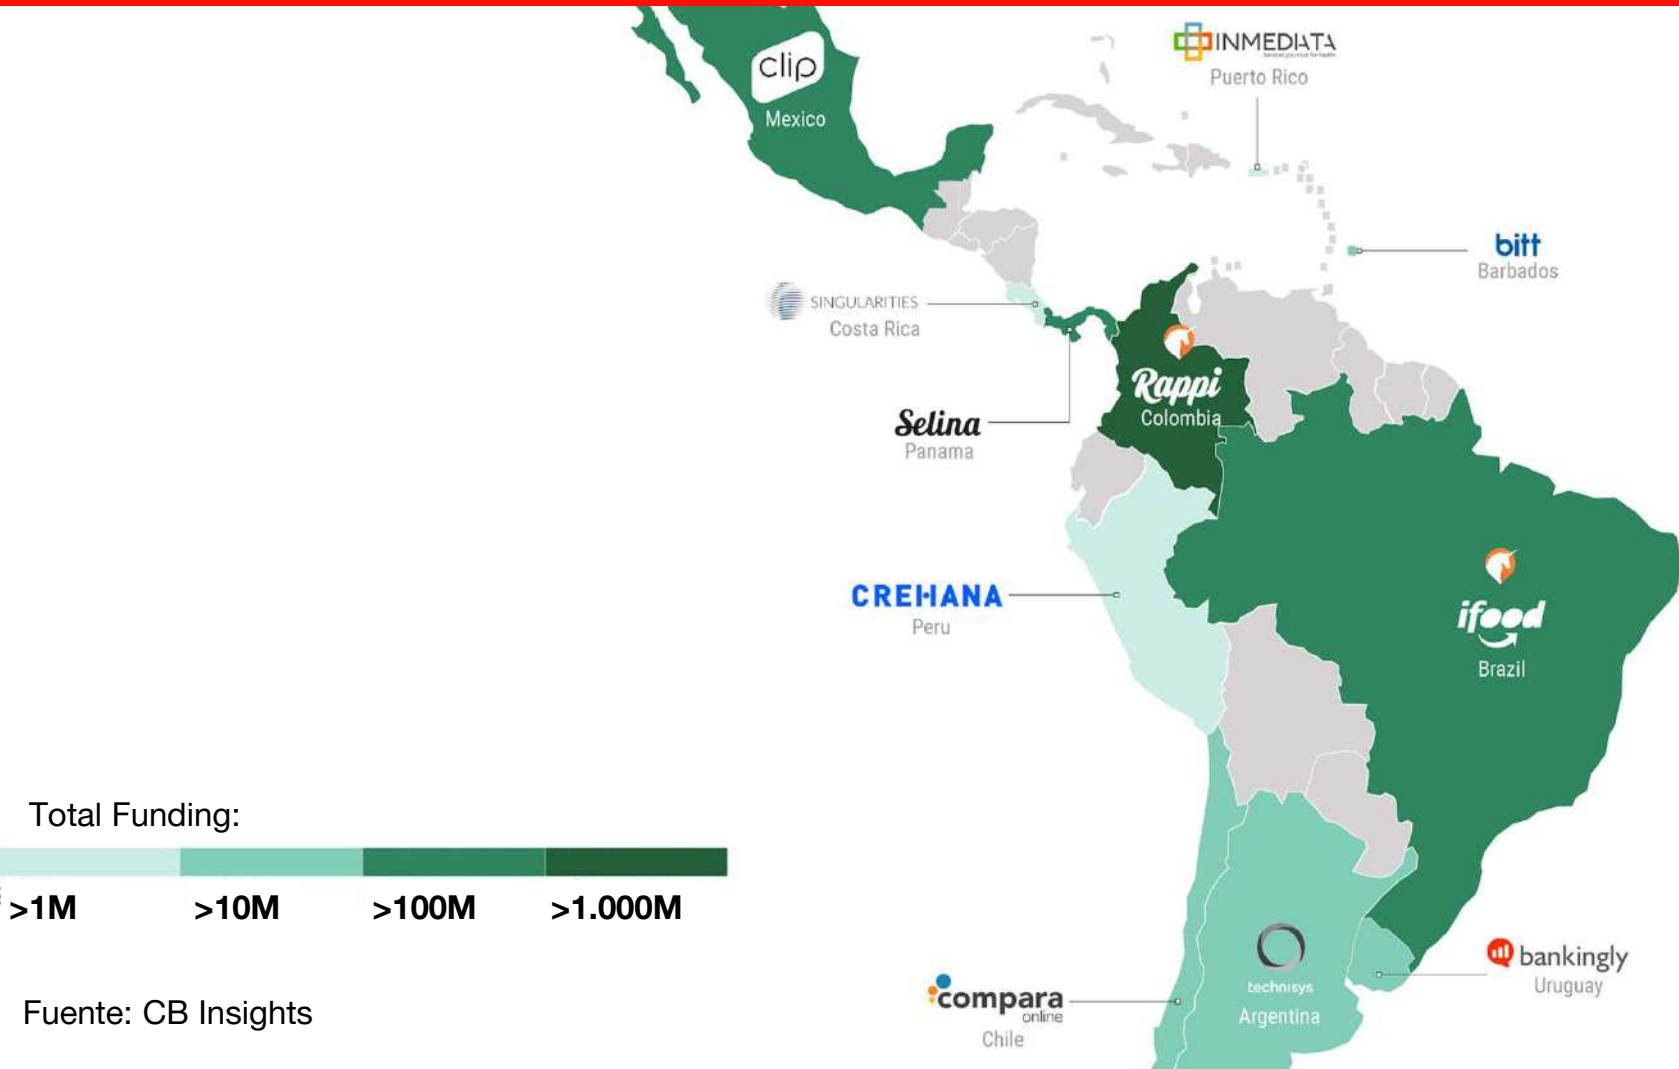 clip
Mexico
INMEDIATA
Puerto Rico
bitt
Barbados
SINGULARITIES
Costa Rica
Rappi
Colombia
Selina
Panama
CREHANA
Peru
ifood
Brazil
Total Funding:
>1M >10M >100M >1.000M
Fuente: CB Insights
technisys
Argentina
bankingly
Uruguay
compara
online
Chile